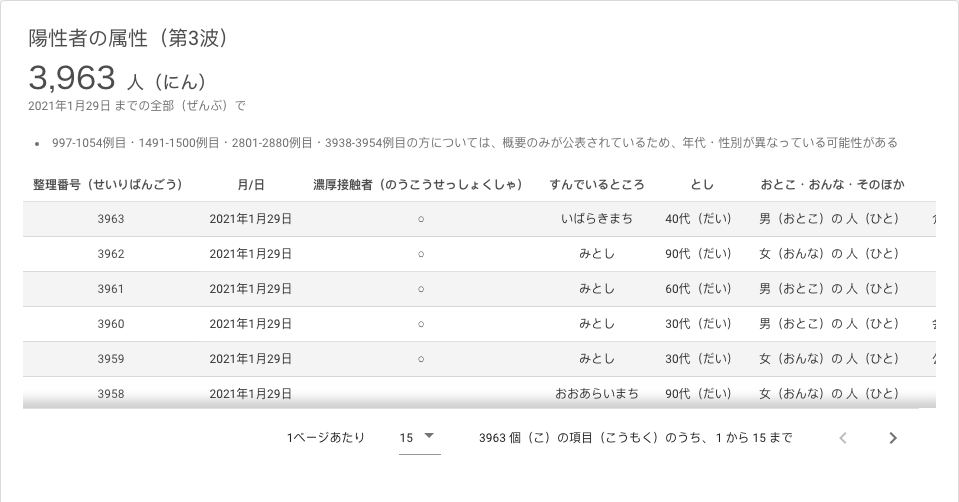 陽性者の属性（第3波）
3,963 人（にん）
2021年1月29日 までの全部（ぜんぶ）で
• 997-1054例目・1491-1500例目・2801-2880例目・3938-3954例目の方については、概要のみが公表されているため、年代・性別が異なっている可能性がある
整理番号（せいりばんごう） 月/日 濃厚接触者（のうこうせっしょくしゃ） すんでいるところ とし おとこ・おんな・そのほか
3963 2021年1月29日 ○ いばらきまち 40代（だい） 男（おとこ）の 人（ひと）
3962 2021年1月29日 ○ みとし 90代（だい） 女（おんな）の 人（ひと）
3961 2021年1月29日 ○ みとし 60代（だい） 男（おとこ）の 人（ひと）
3960 2021年1月29日 ○ みとし 30代（だい） 男（おとこ）の 人（ひと）
3959 2021年1月29日 ○ みとし 30代（だい） 女（おんな）の 人（ひと）
3958 2021年1月29日 おおあらいまち 90代（だい） 女（おんな）の 人（ひと）
1ページあたり 15 3963 個（こ）の項目（こうもく）のうち、1 から 15 まで